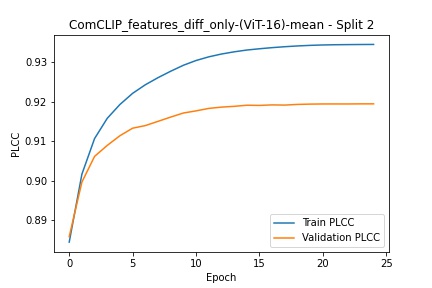 ComCLIP_features_diff_only-(ViT-16)-mean - Split 2
PLCC
0.93
0.92
0.91
0.90
0.89
0 5 10 15 20 25
Epoch
Train PLCC
Validation PLCC